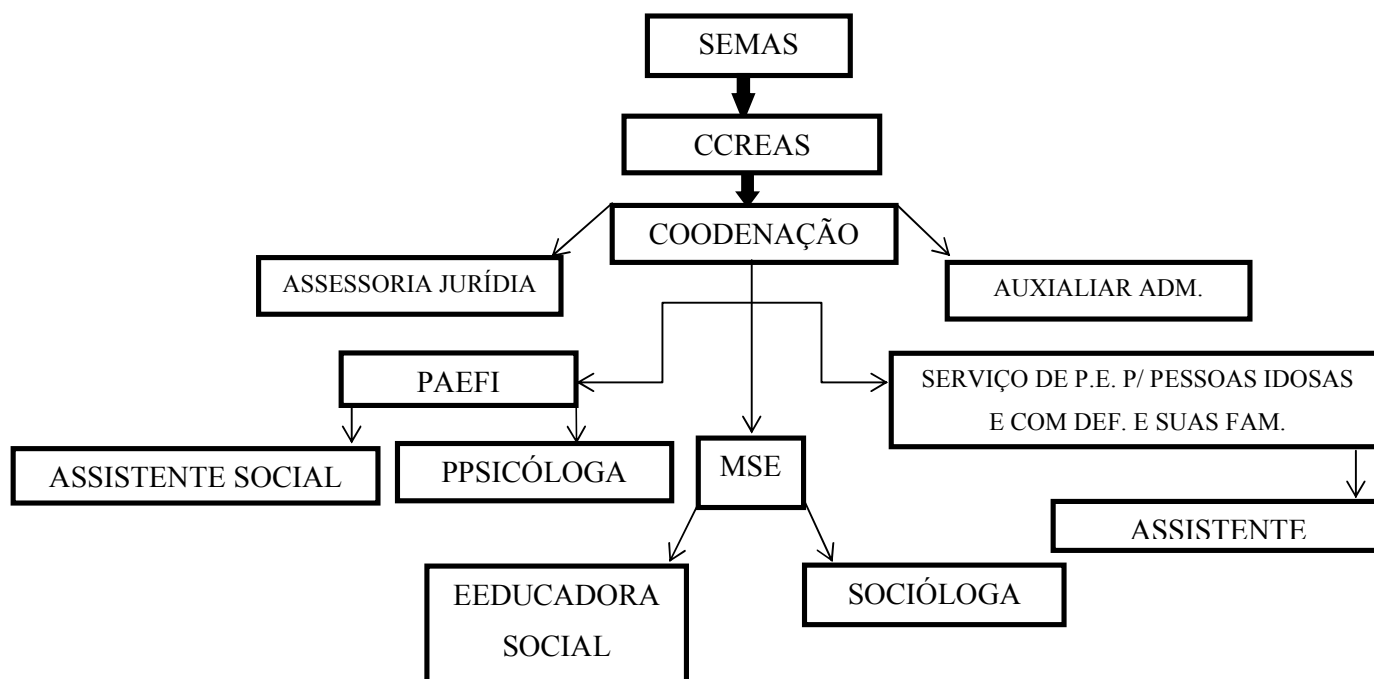 SEMAS
CCREAS
COODENAÇÃO
ASSESSORIA JURÍDIA
AUXIALIAR ADM.
PAEFI
SERVIÇO DE P.E. P/ PESSOAS IDOSAS
E COM DEF. E SUAS FAM.
ASSISTENTE SOCIAL
PPSICÓLOGA
MSE
ASSISTENTE
EEDUCADORA
SOCIAL
SOCIÓLOGA